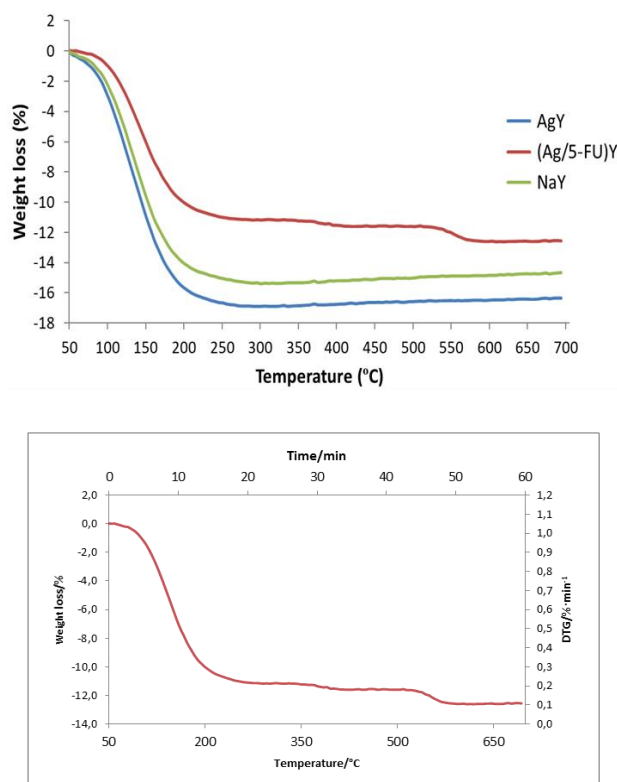 0
-2
-4
-6
-8
-10
-12
-14
-16
-18
Weight loss (%)
AgY
(Ag/5-FU)Y
NaY
50 100 150 200 250 300 350 400 450 500 550 600 650 700
Temperature (ºC)
Time/min
0 10 20 30 40 50 60
2,0
0,0
-2,0
-4,0
-6,0
-8,0
-10,0
-12,0
-14,0
Weight loss/%
1,2
1,1
1,0
0,9
0,8
0,7
0,6
0,5
0,4
0,3
0,2
0,1
0,0
DTG/%·min⁻¹
50 200 350 500 650
Temperature/°C